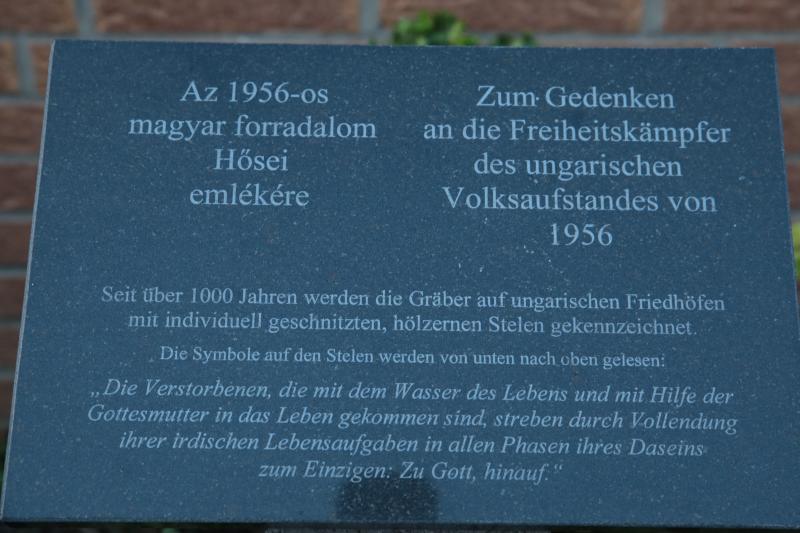 Az 1956-os
magyar forradalom
Hősei
emlékére
Zum Gedenken
an die Freiheitskämpfer
des ungarischen
Volksaufstandes von
1956
Seit über 1000 Jahren werden die Gräber auf ungarischen Friedhöfen
mit individuell geschnitzten, hölzernen Stelen gekennzeichnet.
Die Symbole auf den Stelen werden von unten nach oben gelesen:
„Die Verstorbenen, die mit dem Wasser des Lebens und mit Hilfe der
Gottesmutter in das Leben gekommen sind, streben durch Vollendung
ihrer irdischen Lebensaufgaben in allen Phasen ihres Daseins
zum Einzigen: Zu Gott, hinauf.“